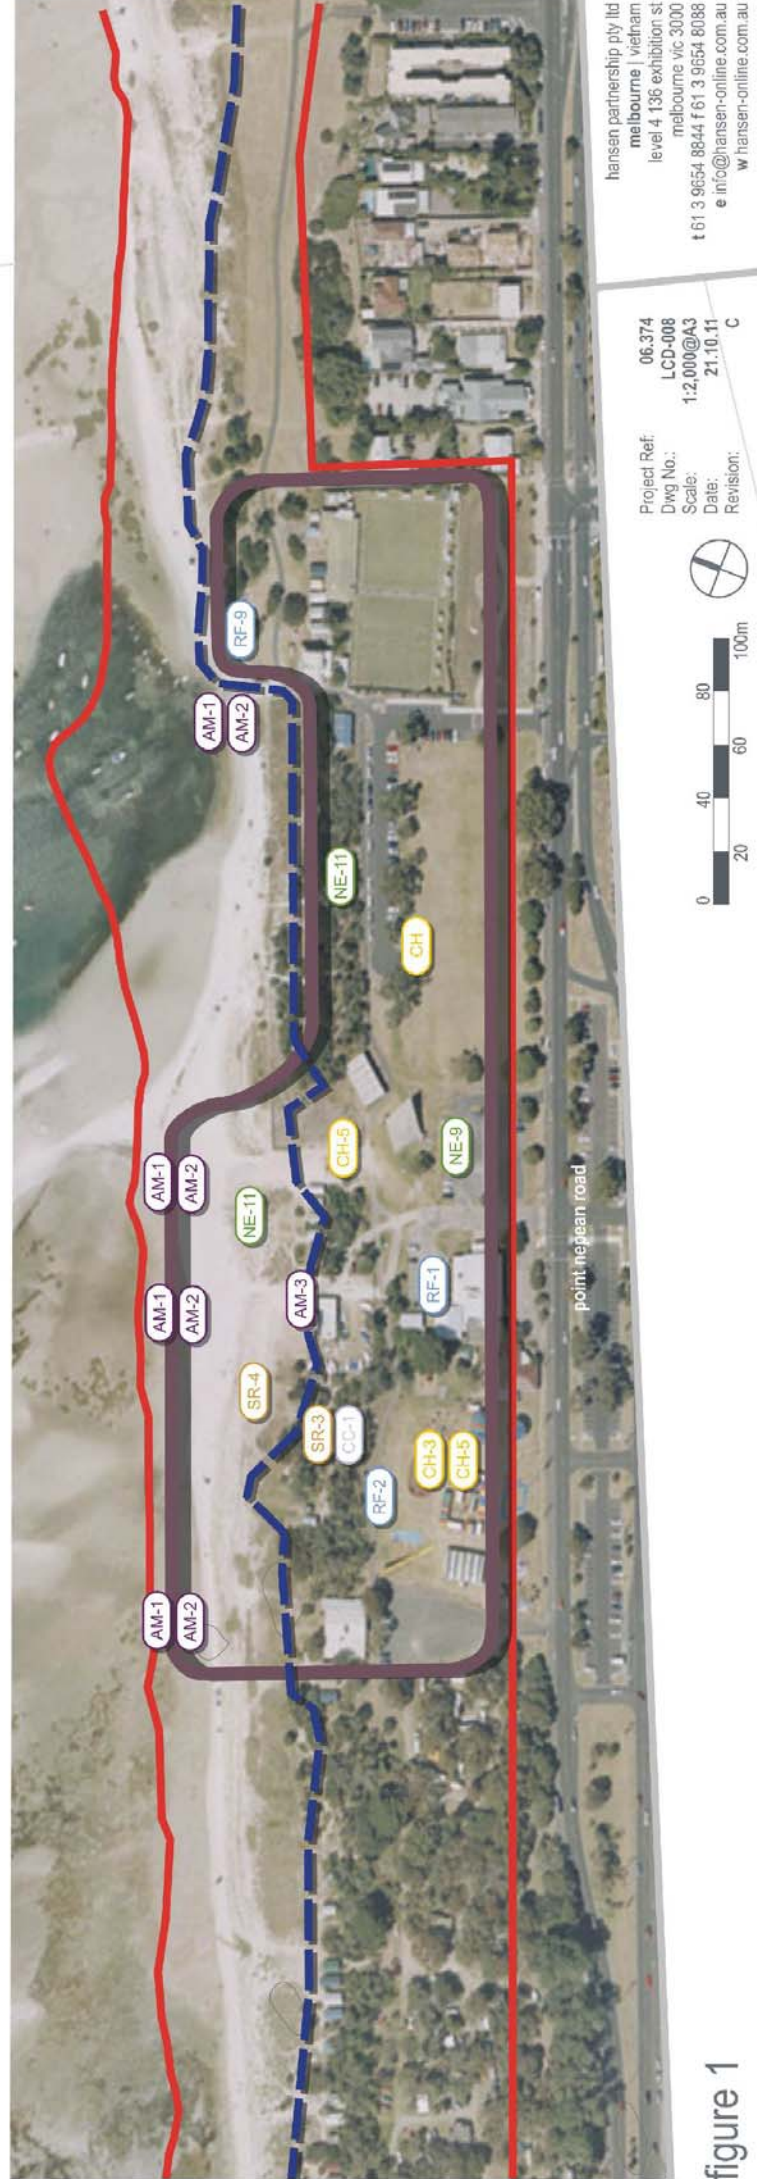 AM-1
AM-2
AM-1
AM-2
AM-1
AM-2
AM-1
AM-2
SR-4
NE-11
RF-9
SR-3
CC-1
AM-3
CH-5
NE-11
RF-2
CH-3
CH-5
RF-1
NE-9
CH
point nepean road
figure 1
0
20
40
60
80
100m
Project Ref: 06.374
Dwg No.: LCD-008
Scale: 1:2,000@A3
Date: 21.10.11
Revision: C
hansen partnership pty ltd
melbourne | vietnam
level 4 136 exhibition st
melbourne vic 3000
t 61 3 9654 8844 f 61 3 9654 8088
e info@hansen-online.com.au
w hansen-online.com.au